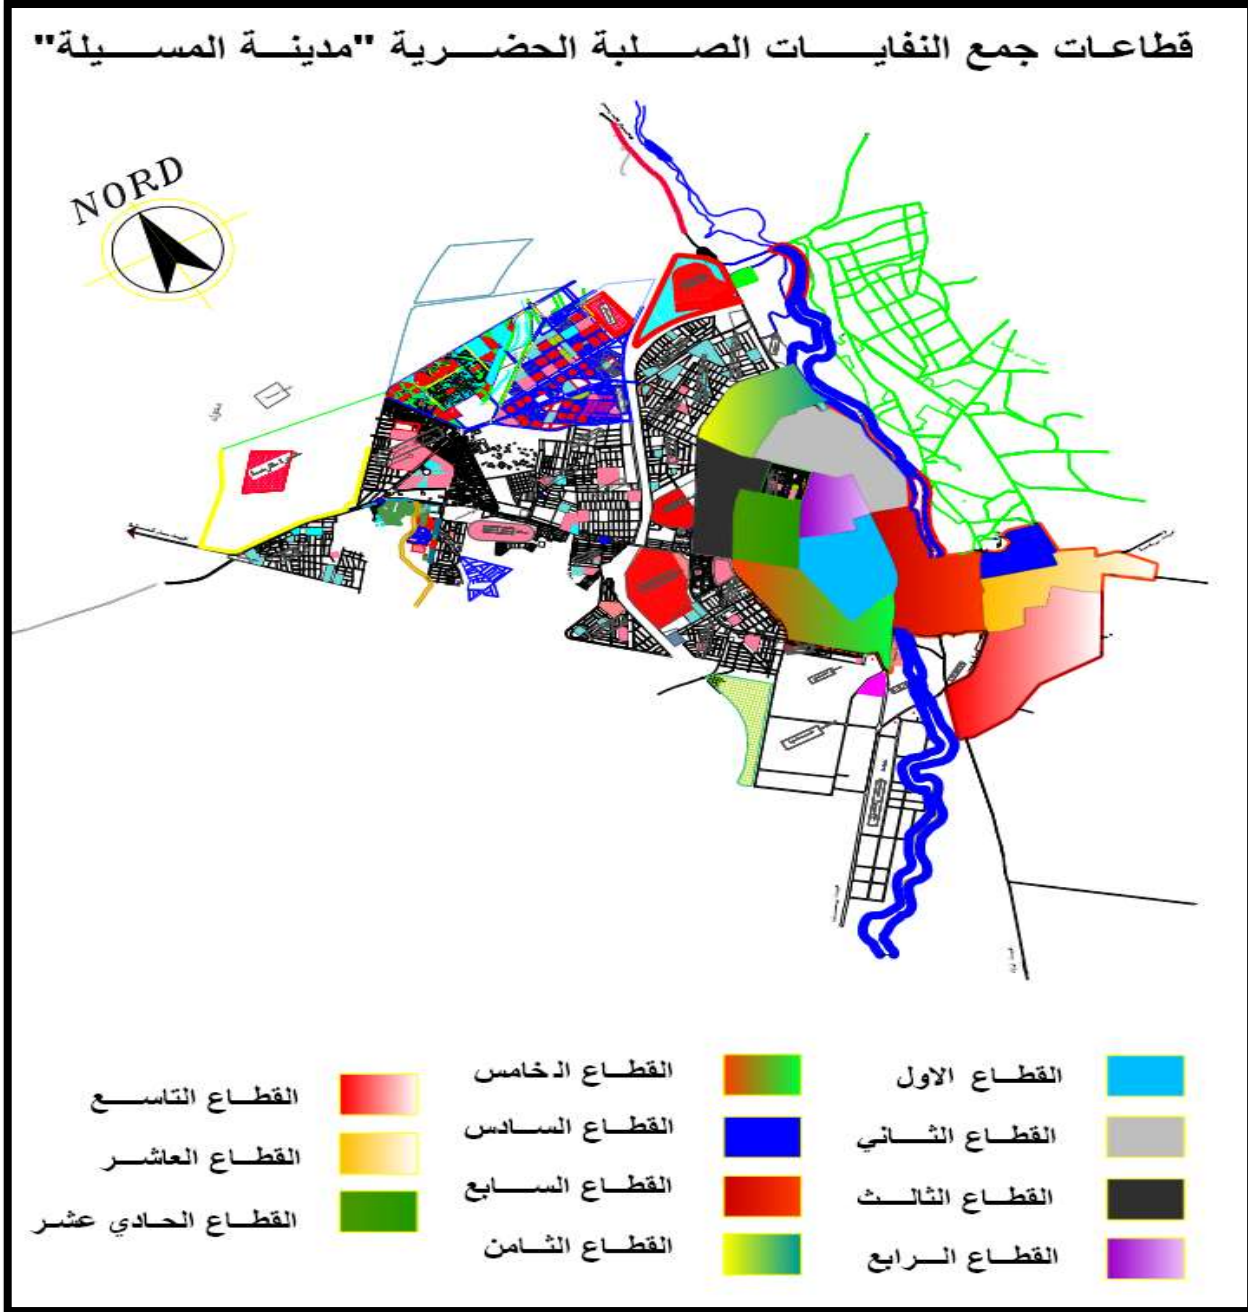 قطاعات جمع النفايات الصلبة الحضرية "مدينة المسيلة"
NORD
القطاع الاول
القطاع الثاني
القطاع الثالث
القطاع الرابع
القطاع الخامس
القطاع السادس
القطاع السابع
القطاع الثامن
القطاع التاسع
القطاع العاشر
القطاع الحادي عشر